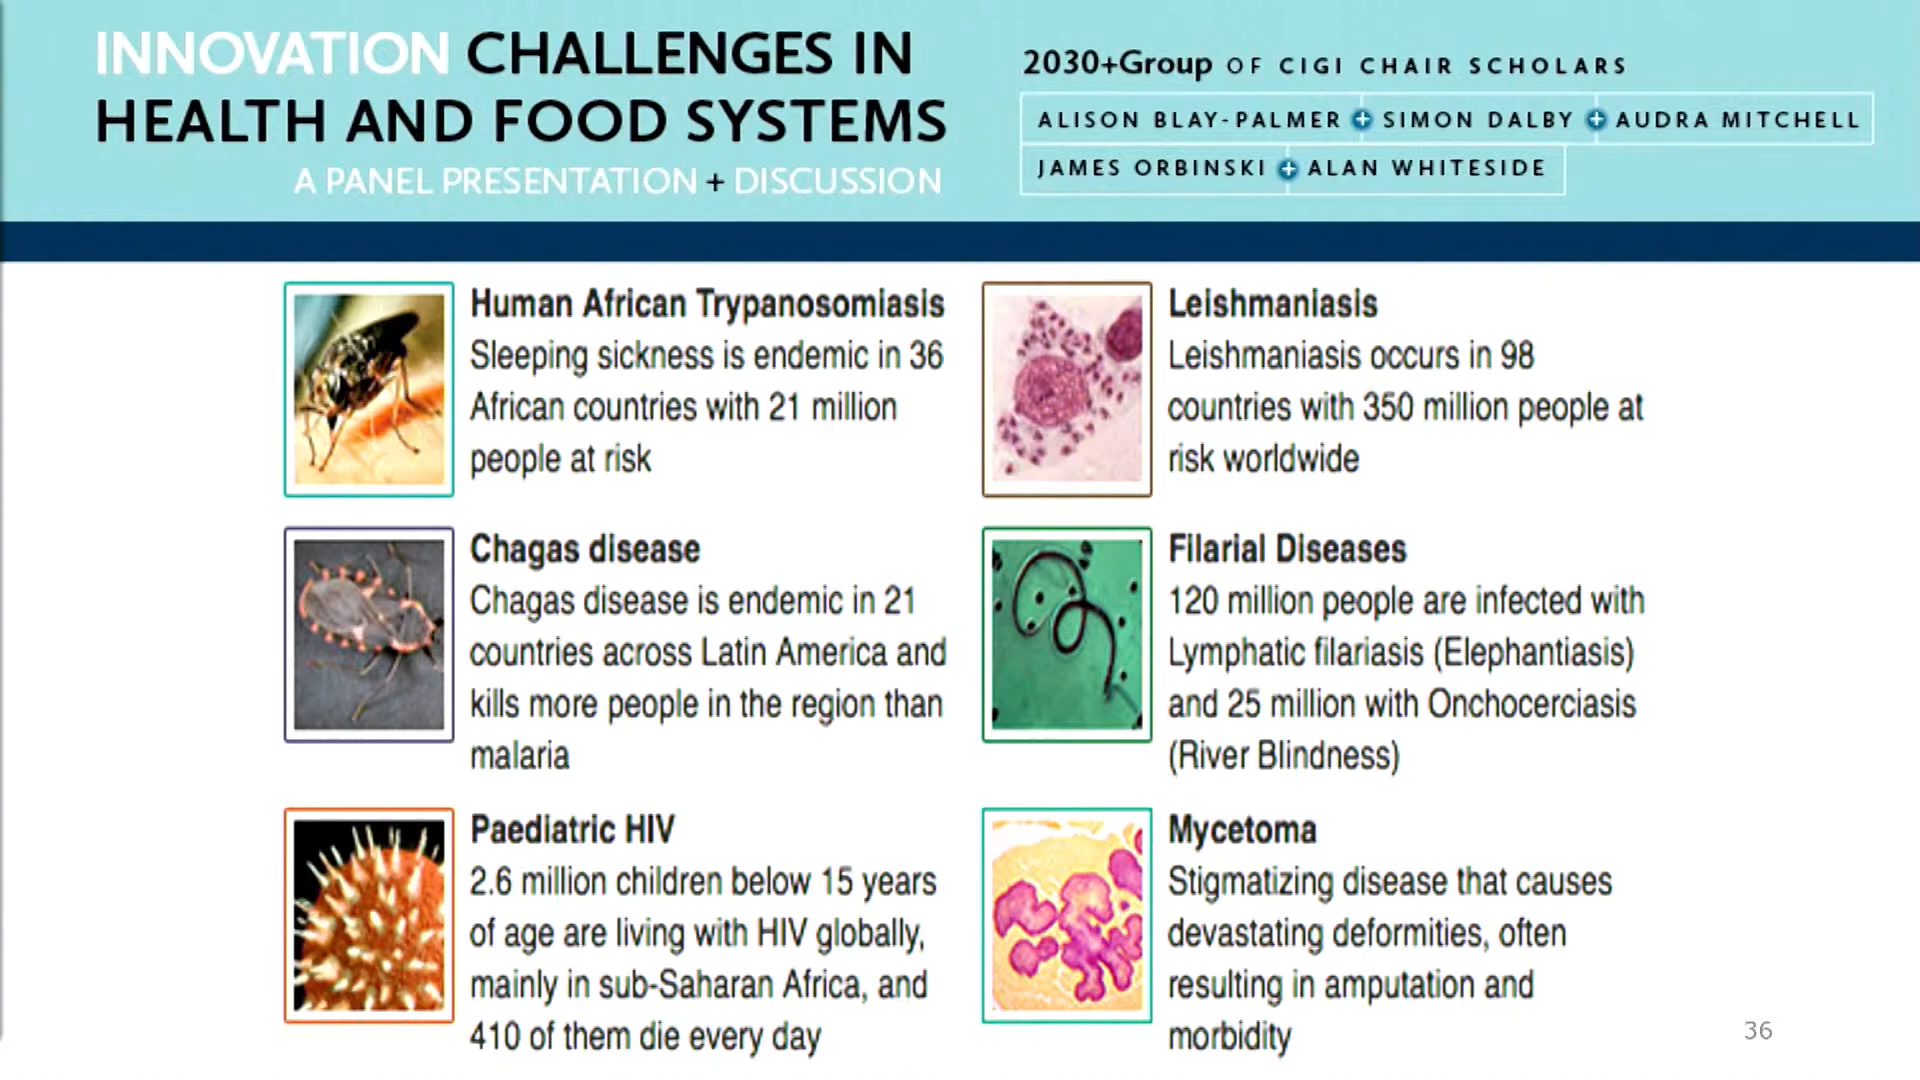 INNOVATION CHALLENGES IN
HEALTH AND FOOD SYSTEMS
A PANEL PRESENTATION + DISCUSSION
2030+Group OF CIGI CHAIR SCHOLARS
ALISON BLAY-PALMER + SIMON DALBY + AUDRA MITCHELL
JAMES ORBINSKI + ALAN WHITESIDE
Human African Trypanosomiasis
Sleeping sickness is endemic in 36
African countries with 21 million
people at risk
Leishmaniasis
Leishmaniasis occurs in 98
countries with 350 million people at
risk worldwide
Chagas disease
Chagas disease is endemic in 21
countries across Latin America and
kills more people in the region than
malaria
Filarial Diseases
120 million people are infected with
Lymphatic filariasis (Elephantiasis)
and 25 million with Onchocerciasis
(River Blindness)
Paediatric HIV
2.6 million children below 15 years
of age are living with HIV globally,
mainly in sub-Saharan Africa, and
410 of them die every day
Mycetoma
Stigmatizing disease that causes
devastating deformities, often
resulting in amputation and
morbidity
36